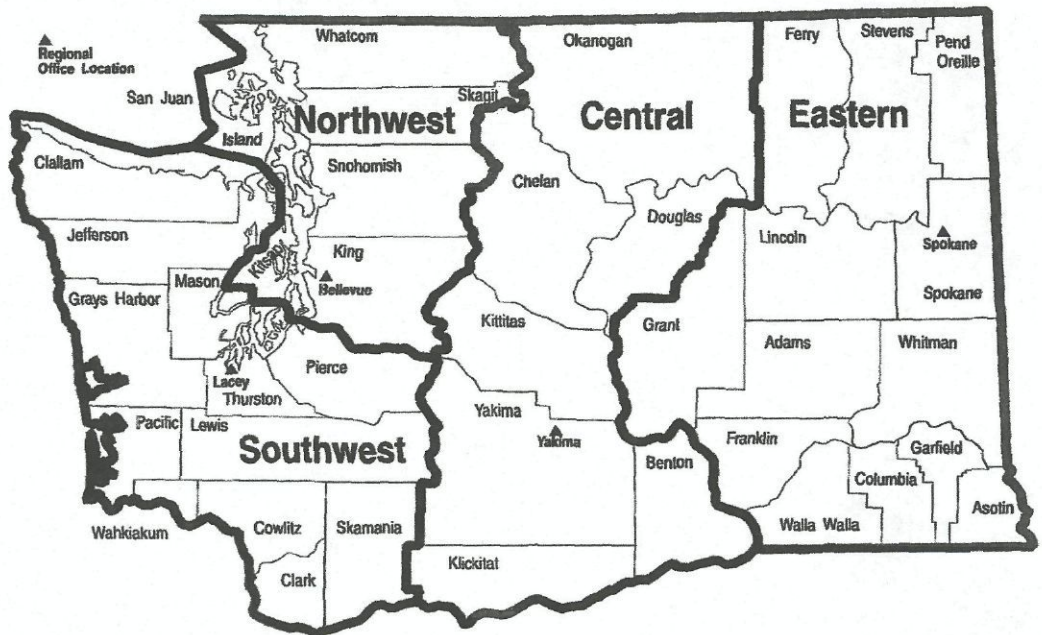 Whatcom
Okanogan
Ferry
Stevens
Pend
Oreille
Regional
Office Location
San Juan
Skagit
Northwest
Central
Eastern
Island
Clallam
Snohomish
Chelan
Douglas
Jefferson
Lincoln
Spokane
King
Kitsap
Mason
Bellevue
Spokane
Grays Harbor
Kittitas
Grant
Adams
Whitman
Pierce
Lacey
Thurston
Pacific
Lewis
Yakima
Yakima
Southwest
Franklin
Benton
Garfield
Columbia
Asotin
Wahkiakum
Cowlitz
Skamania
Walla Walla
Clark
Klickitat